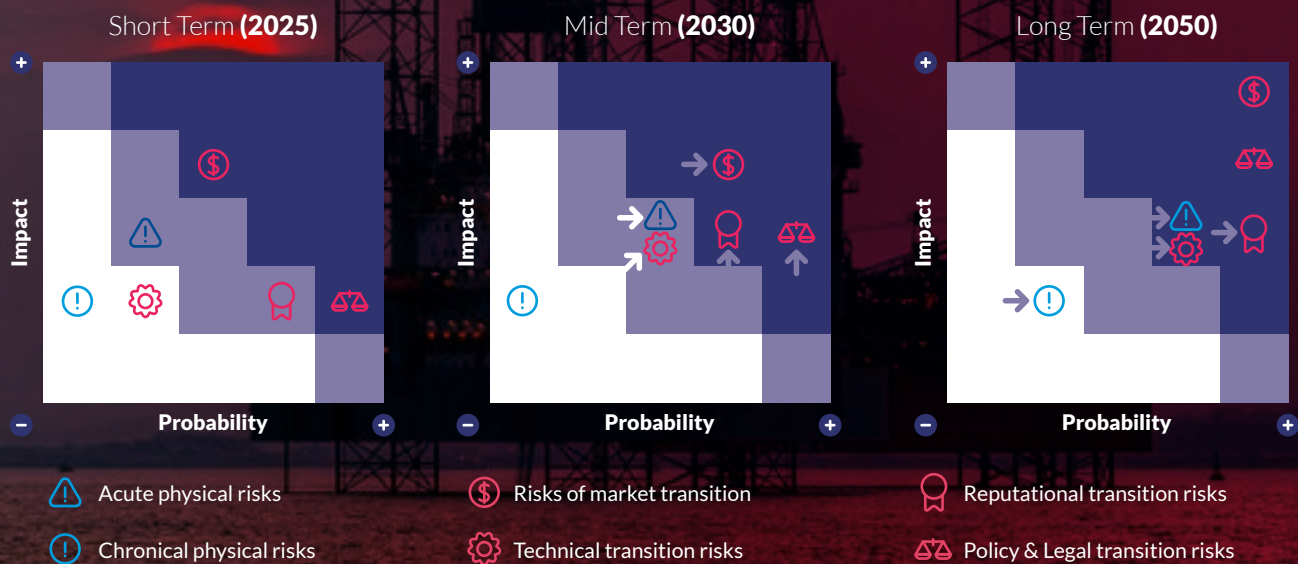 Short Term (2025)
Mid Term (2030)
Long Term (2050)
Impact
Impact
Impact
Probability
Probability
Probability
Acute physical risks
Risks of market transition
Reputational transition risks
Chronical physical risks
Technical transition risks
Policy & Legal transition risks